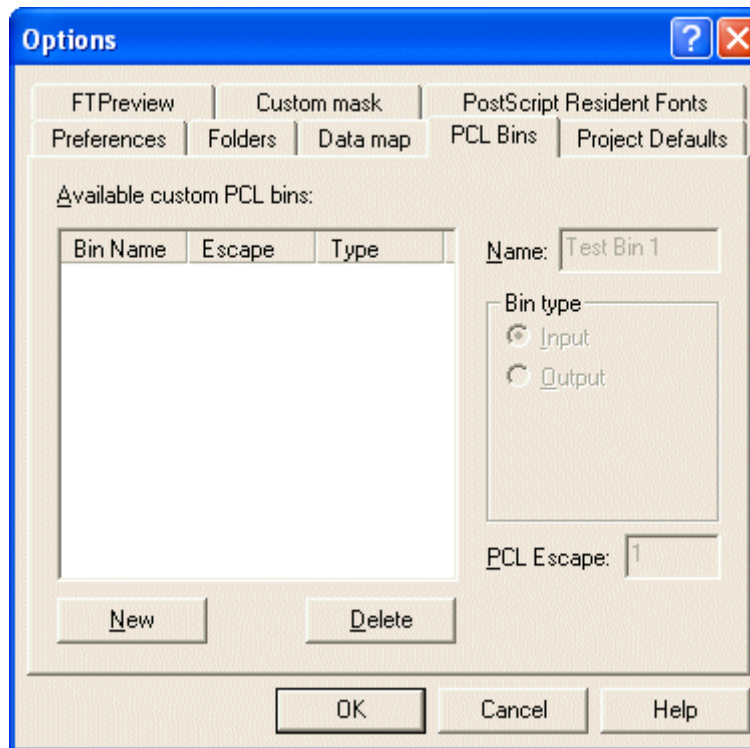 Options
FTPreview Custom mask PostScript Resident Fonts
Preferences Folders Data map PCL Bins Project Defaults
Available custom PCL bins:
Bin Name Escape Type
Name: Test Bin 1
Bin type
Input
Output
PCL Escape: 1
New Delete
OK Cancel Help